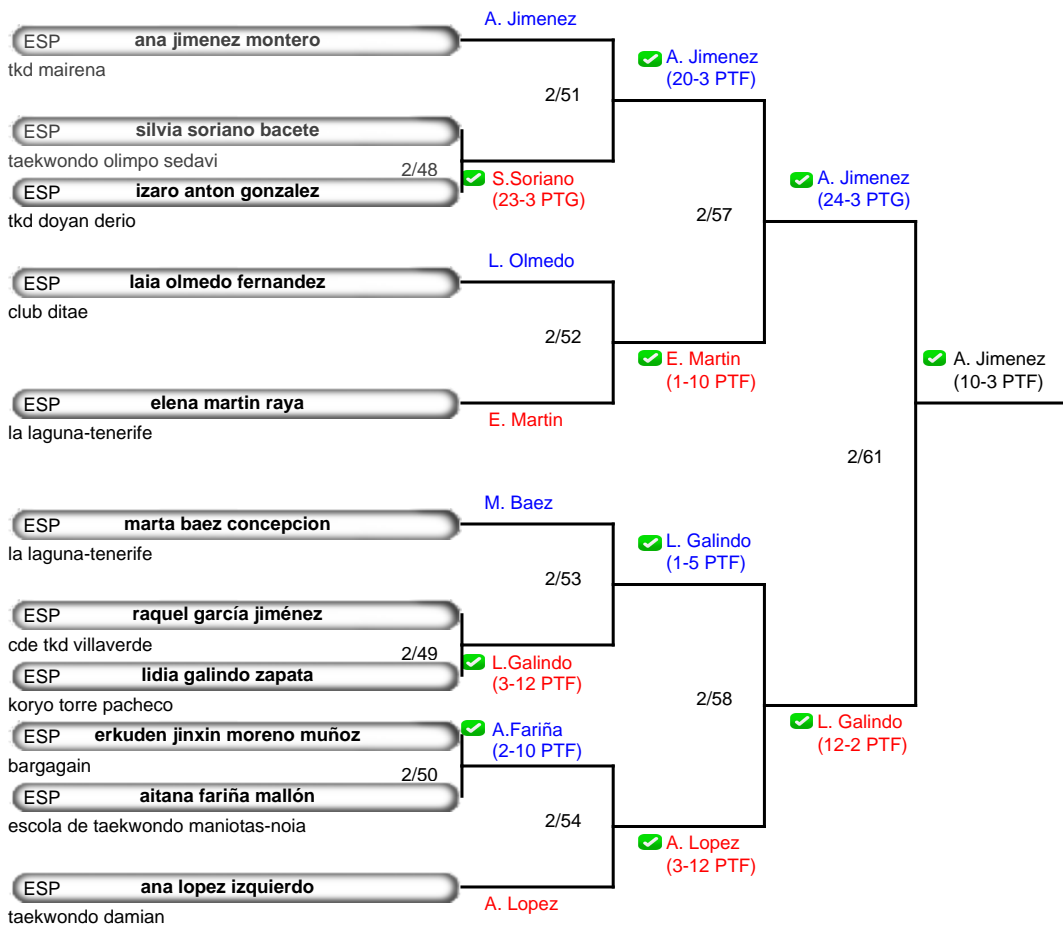 A. Jimenez
ESP ana jimenez montero
tkd mairena
A. Jimenez
(20-3 PTF)
2/51
ESP silvia soriano bacete
taekwondo olimpo sedavi
2/48
ESP izaro anton gonzalez
tkd doyan derio
S.Soriano
(23-3 PTG)
A. Jimenez
(24-3 PTG)
2/57
L. Olmedo
ESP laia olmedo fernandez
club ditae
2/52
E. Martin
(1-10 PTF)
A. Jimenez
(10-3 PTF)
ESP elena martin raya
la laguna-tenerife
E. Martin
2/61
M. Baez
ESP marta baez concepcion
la laguna-tenerife
L. Galindo
(1-5 PTF)
2/53
ESP raquel garcía jiménez
cde tkd villaverde
2/49
ESP lidia galindo zapata
koryo torre pacheco
L.Galindo
(3-12 PTF)
2/58
L. Galindo
(12-2 PTF)
ESP erkuden jinxin moreno muñoz
bargagain
A.Fariña
(2-10 PTF)
2/50
ESP aitana fariña mallón
escola de taekwondo maniotas-noia
2/54
A. Lopez
(3-12 PTF)
ESP ana lopez izquierdo
taekwondo damian
A. Lopez